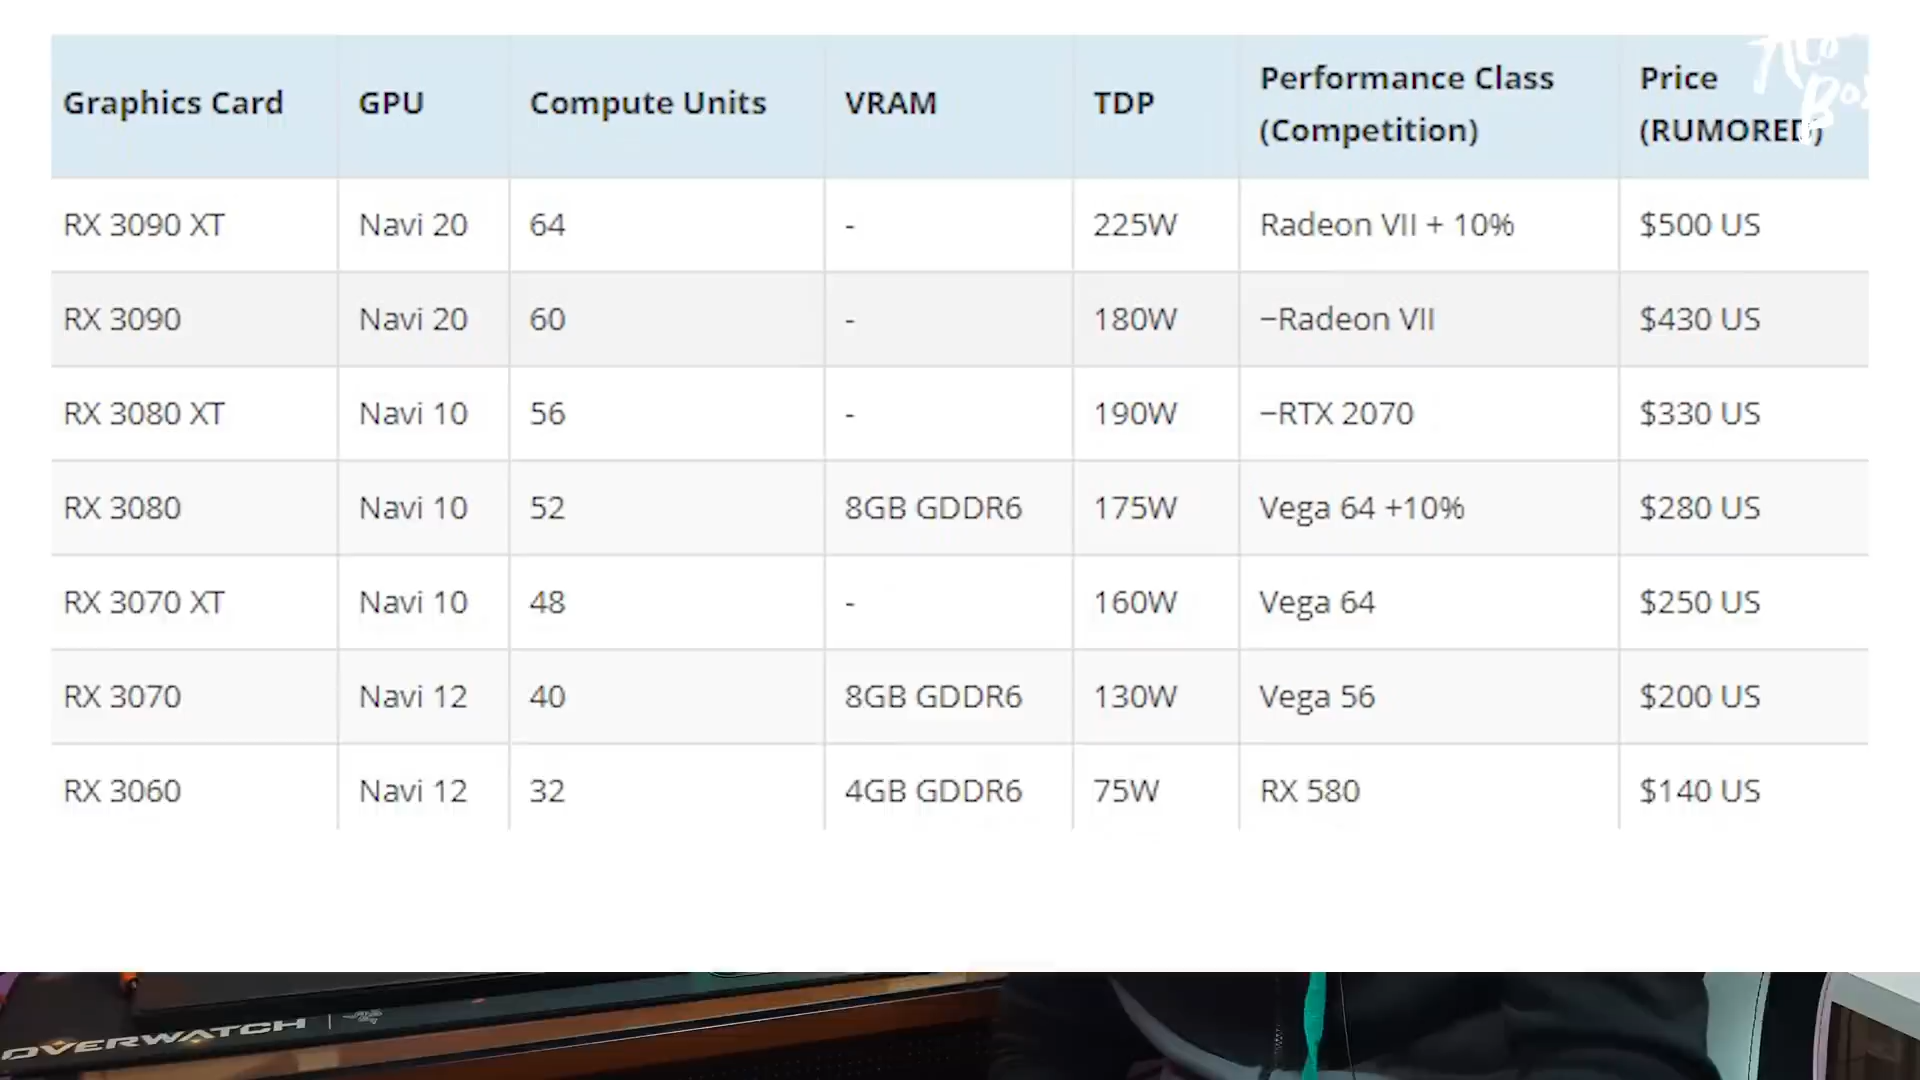 Graphics Card GPU Compute Units VRAM TDP Performance Class (Competition) Price (RUMORED)
RX 3090 XT Navi 20 64 - 225W Radeon VII + 10% $500 US
RX 3090 Navi 20 60 - 180W ~Radeon VII $430 US
RX 3080 XT Navi 10 56 - 190W ~RTX 2070 $330 US
RX 3080 Navi 10 52 8GB GDDR6 175W Vega 64 +10% $280 US
RX 3070 XT Navi 10 48 - 160W Vega 64 $250 US
RX 3070 Navi 12 40 8GB GDDR6 130W Vega 56 $200 US
RX 3060 Navi 12 32 4GB GDDR6 75W RX 580 $140 US
OVERWATCH